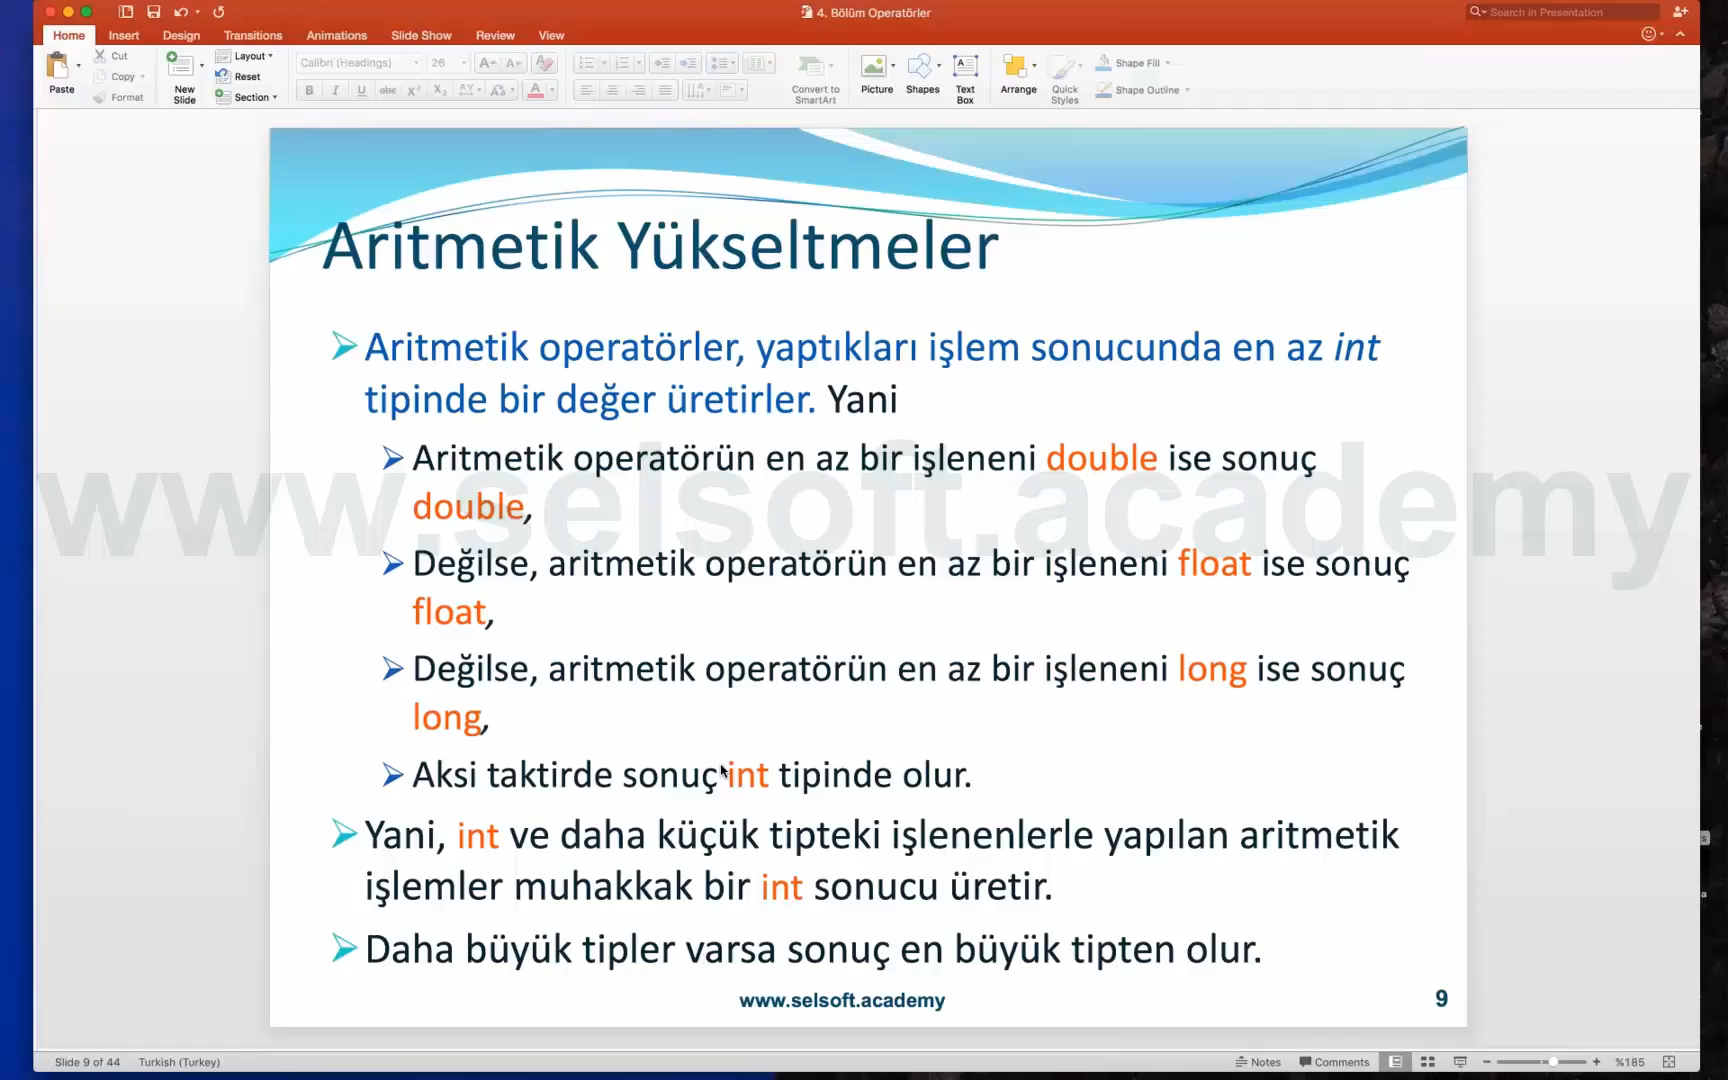 4. Bölüm Operatörler
Search in Presentation
Home Insert Design Transitions Animations Slide Show Review View
Paste
Cut
Copy
Format
New Slide
Layout
Reset
Section
Calibri (Headings) 26
Convert to SmartArt
Picture
Shapes
Text Box
Arrange
Quick Styles
Shape Fill
Shape Outline
Aritmetik Yükseltmeler
Aritmetik operatörler, yaptıkları işlem sonucunda en az int
tipinde bir değer üretirler. Yani
Aritmetik operatörün en az bir işleneni double ise sonuç
double,
www.selsoft.academy
Değilse, aritmetik operatörün en az bir işleneni float ise sonuç
float,
Değilse, aritmetik operatörün en az bir işleneni long ise sonuç
long,
Aksi taktirde sonuç int tipinde olur.
Yani, int ve daha küçük tipteki işlenenlerle yapılan aritmetik
işlemler muhakkak bir int sonucu üretir.
Daha büyük tipler varsa sonuç en büyük tipten olur.
www.selsoft.academy
9
Slide 9 of 44 Turkish (Turkey) Notes Comments %185